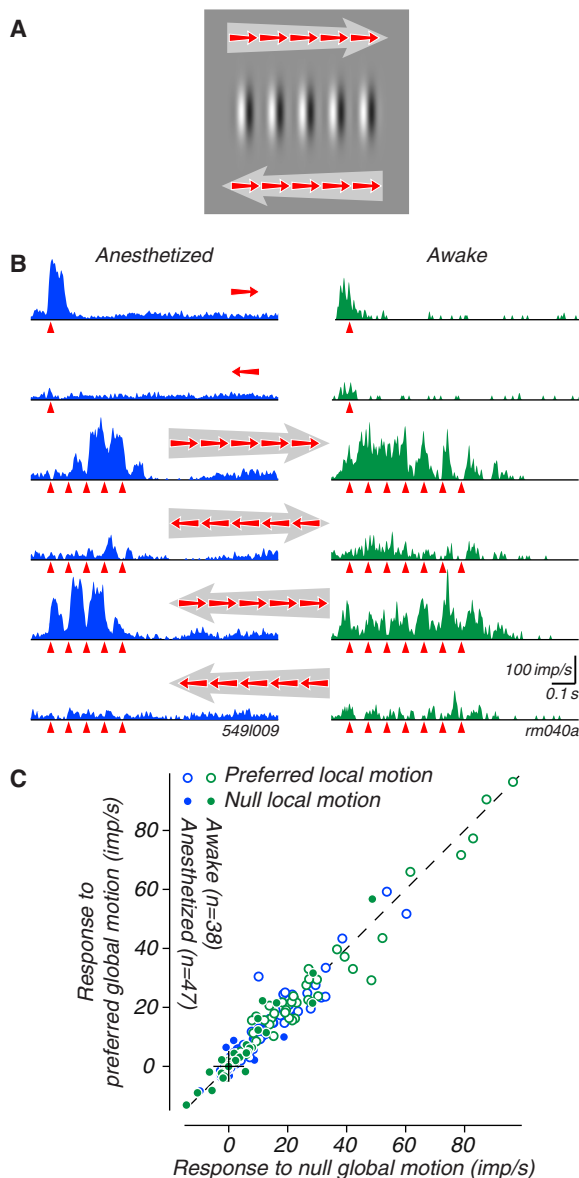 A
B
Anesthetized
Awake
100 imp/s
0.1 s
549l009
rm040a
C
Preferred local motion
Null local motion
Awake (n=38)
Anesthetized (n=47)
Response to
preferred global motion (imp/s)
80
60
40
20
0
0 20 40 60 80
Response to null global motion (imp/s)